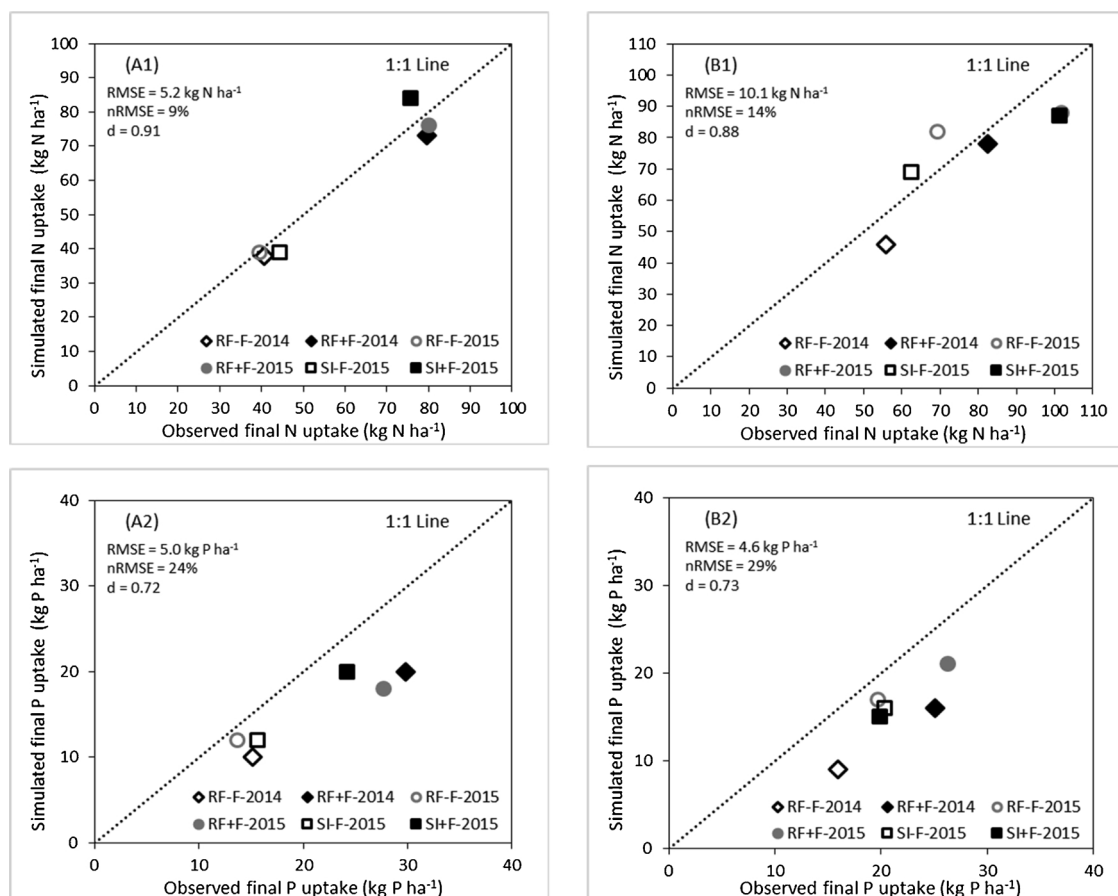 (A1)
1:1 Line
RMSE = 5.2 kg N ha⁻¹
nRMSE = 9%
d = 0.91
Simulated final N uptake (kg N ha⁻¹)
100
90
80
70
60
50
40
30
20
10
0
RF-F-2014 RF+F-2014 RF-F-2015
RF+F-2015 SI-F-2015 SI+F-2015
0 10 20 30 40 50 60 70 80 90 100
Observed final N uptake (kg N ha⁻¹)
(B1)
1:1 Line
RMSE = 10.1 kg N ha⁻¹
nRMSE = 14%
d = 0.88
Simulated final N uptake (kg N ha⁻¹)
110
100
90
80
70
60
50
40
30
20
10
0
RF-F-2014 RF+F-2014 RF-F-2015
RF+F-2015 SI-F-2015 SI+F-2015
0 10 20 30 40 50 60 70 80 90 100 110
Observed final N uptake (kg N ha⁻¹)
(A2)
1:1 Line
RMSE = 5.0 kg P ha⁻¹
nRMSE = 24%
d = 0.72
Simulated final P uptake (kg P ha⁻¹)
40
30
20
10
0
RF-F-2014 RF+F-2014 RF-F-2015
RF+F-2015 SI-F-2015 SI+F-2015
0 10 20 30 40
Observed final P uptake (kg P ha⁻¹)
(B2)
1:1 Line
RMSE = 4.6 kg P ha⁻¹
nRMSE = 29%
d = 0.73
Simulated final P uptake (kg P ha⁻¹)
40
30
20
10
0
RF-F-2014 RF+F-2014 RF-F-2015
RF+F-2015 SI-F-2015 SI+F-2015
0 10 20 30 40
Observed final P uptake (kg P ha⁻¹)